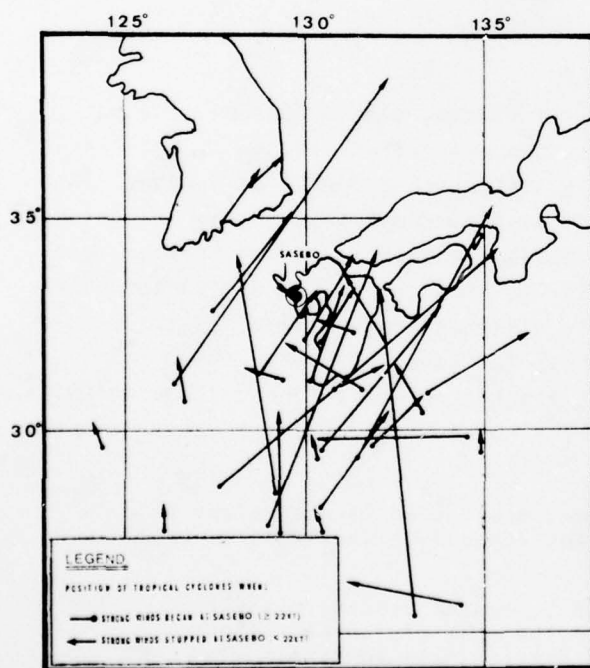 125° 130° 135°
35°
SASEBO
30°
LEGEND
POSITION OF TROPICAL CYCLONES WHEN:
STRONG WINDS BEGAN AT SASEBO (≥ 22KT)
STRONG WINDS STOPPED AT SASEBO (< 22KT)